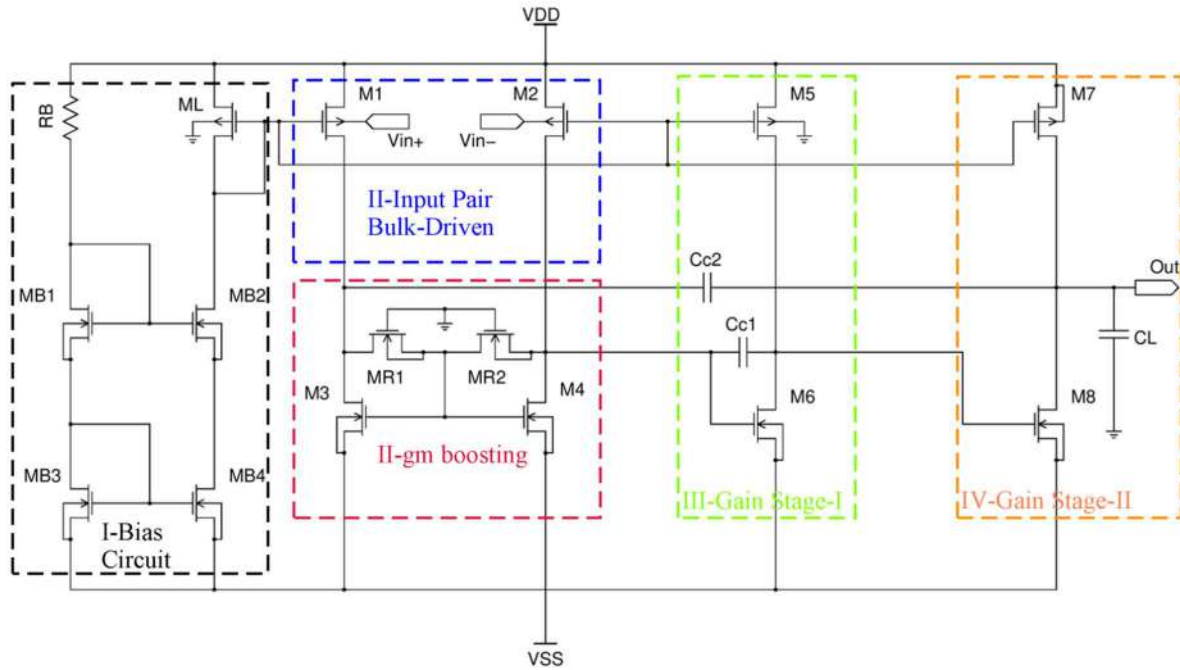 VDD
RB
ML
M1
M2
M5
M7
Vin+
Vin−
II-Input Pair
Bulk-Driven
Cc2
Out
MB1
MB2
Cc1
CL
MR1
MR2
M3
M4
M6
M8
II-gm boosting
MB3
MB4
III-Gain Stage-I
IV-Gain Stage-II
I-Bias
Circuit
VSS